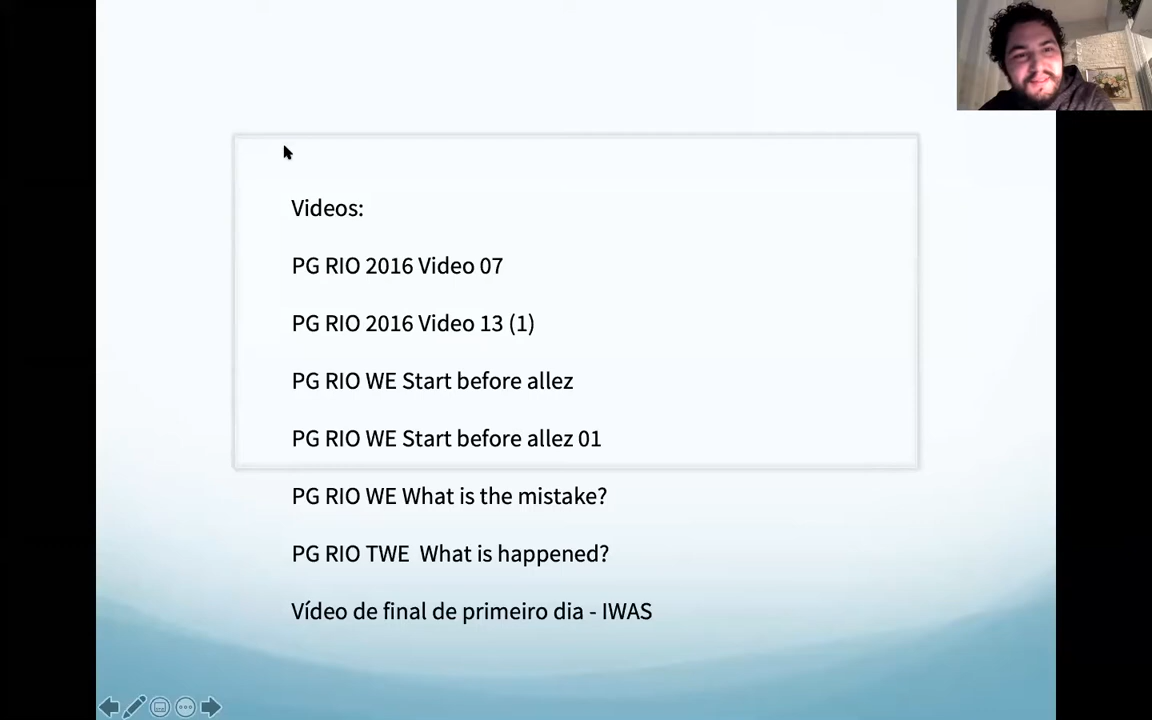 Videos:
PG RIO 2016 Video 07
PG RIO 2016 Video 13 (1)
PG RIO WE Start before allez
PG RIO WE Start before allez 01
PG RIO WE What is the mistake?
PG RIO TWE  What is happened?
Vídeo de final de primeiro dia - IWAS